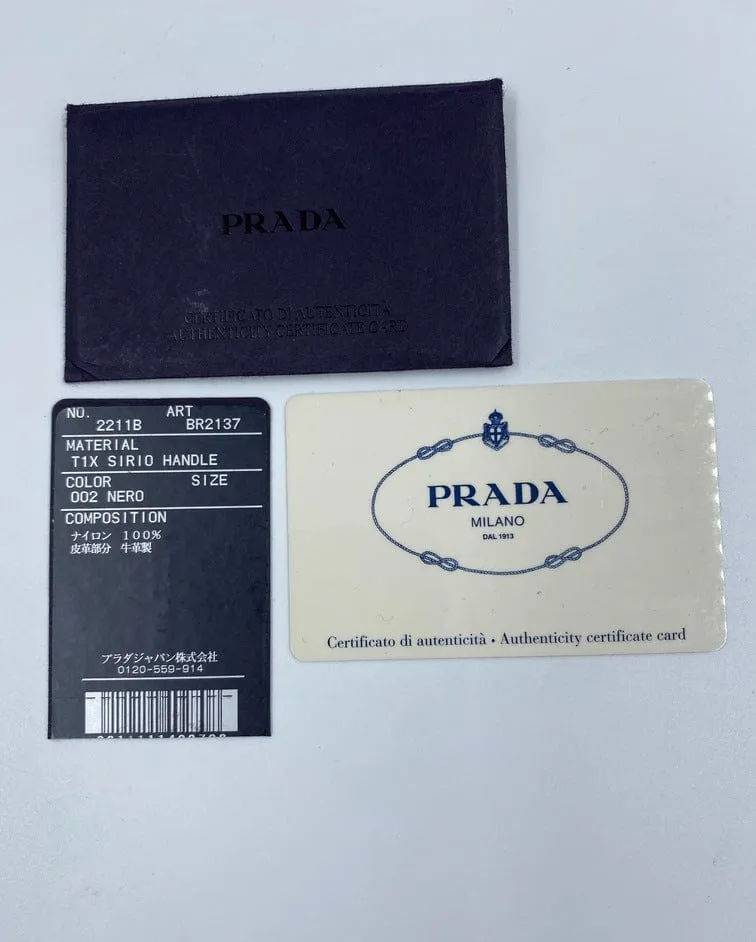 PRADA
CERTIFICATO DI AUTENTICITÀ
AUTHENTICITY CERTIFICATE CARD
NO. ART
2211B BR2137
MATERIAL
T1X SIRIO HANDLE
COLOR SIZE
002 NERO
COMPOSITION
ナイロン 100%
皮革部分 牛革製
プラダジャパン株式会社
0120-559-914
PRADA
MILANO
DAL 1913
Certificato di autenticità • Authenticity certificate card